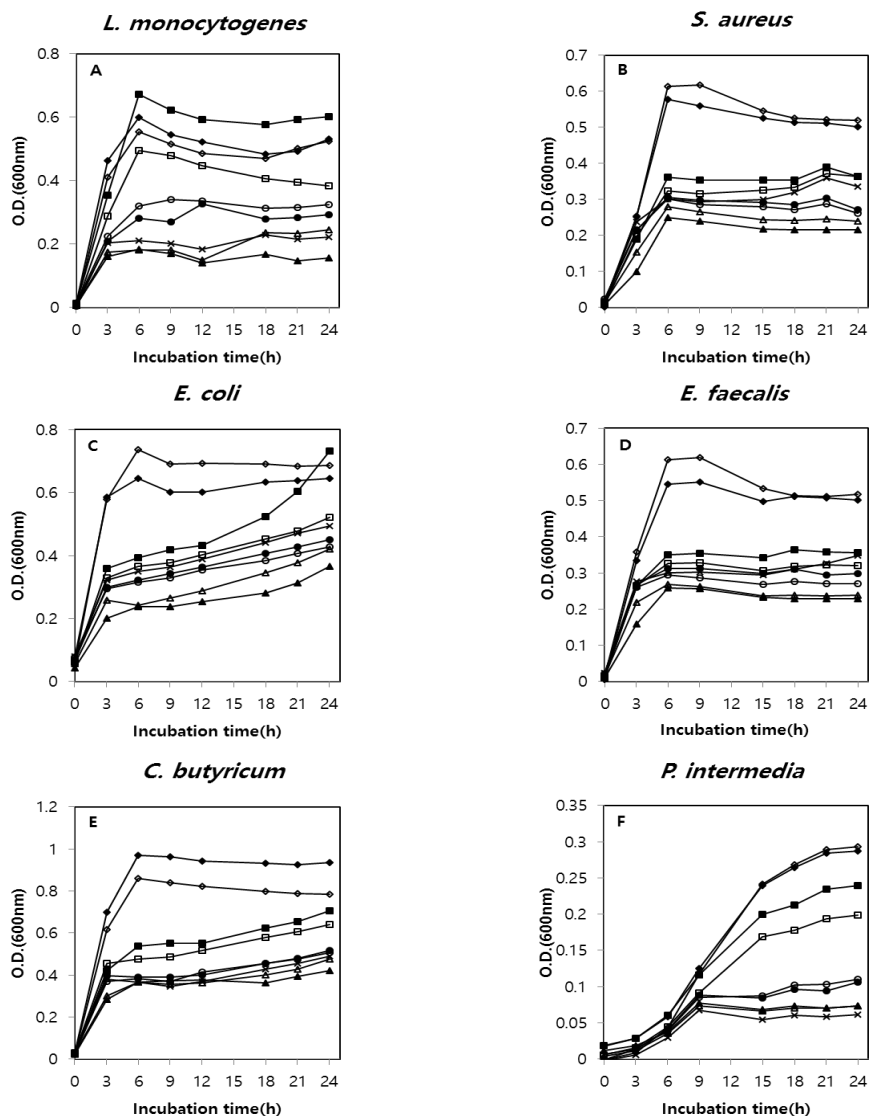 L. monocytogenes
A
O.D.(600nm)
0.8
0.6
0.4
0.2
0
0 3 6 9 12 15 18 21 24
Incubation time(h)
S. aureus
B
O.D.(600nm)
0.7
0.6
0.5
0.4
0.3
0.2
0.1
0
0 3 6 9 12 15 18 21 24
Incubation time(h)
E. coli
C
O.D.(600nm)
0.8
0.6
0.4
0.2
0
0 3 6 9 12 15 18 21 24
Incubation time(h)
E. faecalis
D
O.D.(600nm)
0.7
0.6
0.5
0.4
0.3
0.2
0.1
0
0 3 6 9 12 15 18 21 24
Incubation time(h)
C. butyricum
E
O.D.(600nm)
1.2
1
0.8
0.6
0.4
0.2
0
0 3 6 9 12 15 18 21 24
Incubation time(h)
P. intermedia
F
O.D.(600nm)
0.35
0.3
0.25
0.2
0.15
0.1
0.05
0
0 3 6 9 12 15 18 21 24
Incubation time(h)